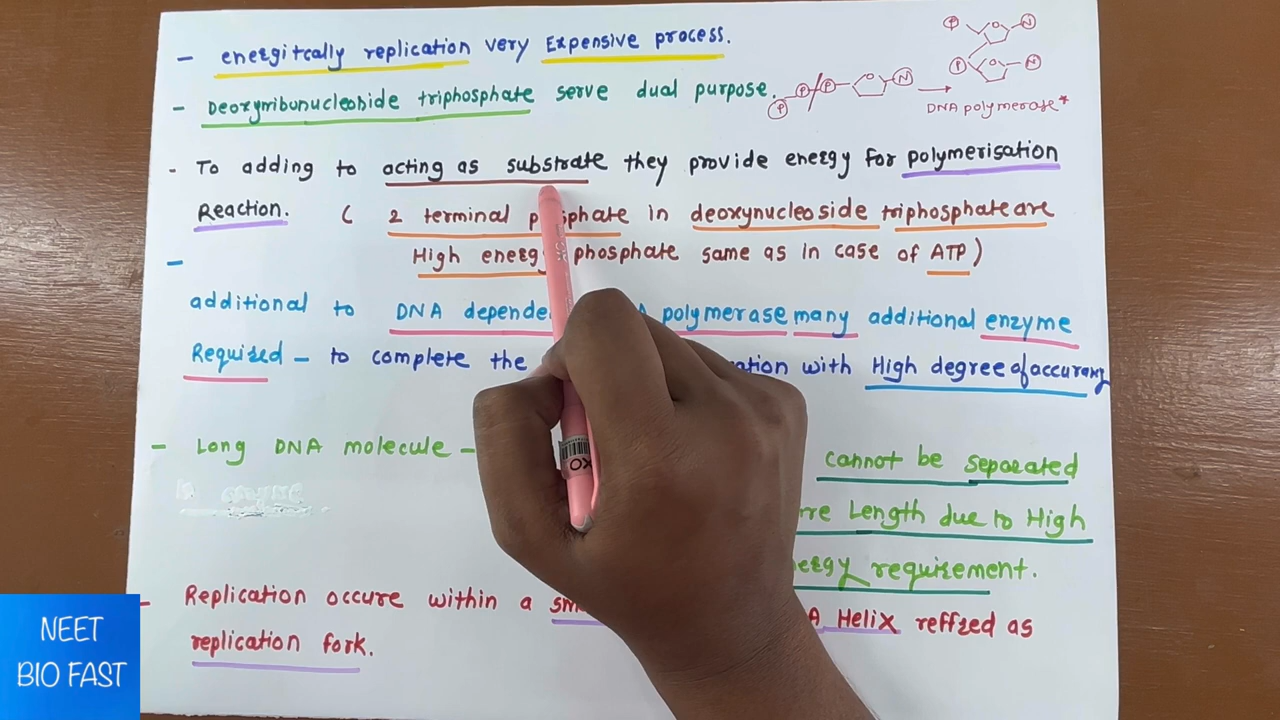 - energitcally replication very Expensive process.
- Deoxyribonucleoside triphosphate serve dual purpose.
P P P N → P N P N
DNA polymerase*
- To adding to acting as substrate they provide energy for polymerisation
Reaction. ( 2 terminal phosphate in deoxynucleoside triphosphate are
- High energy phosphate same as in case of ATP )
additional to DNA polymerase many additional enzyme
Required - to complete the with High degree of accuracy
- Long DNA molecule - cannot be separated
Length due to High
requirement.
- Replication occure within a Helix reffred as
replication fork.
OXO
NEET
BIO FAST